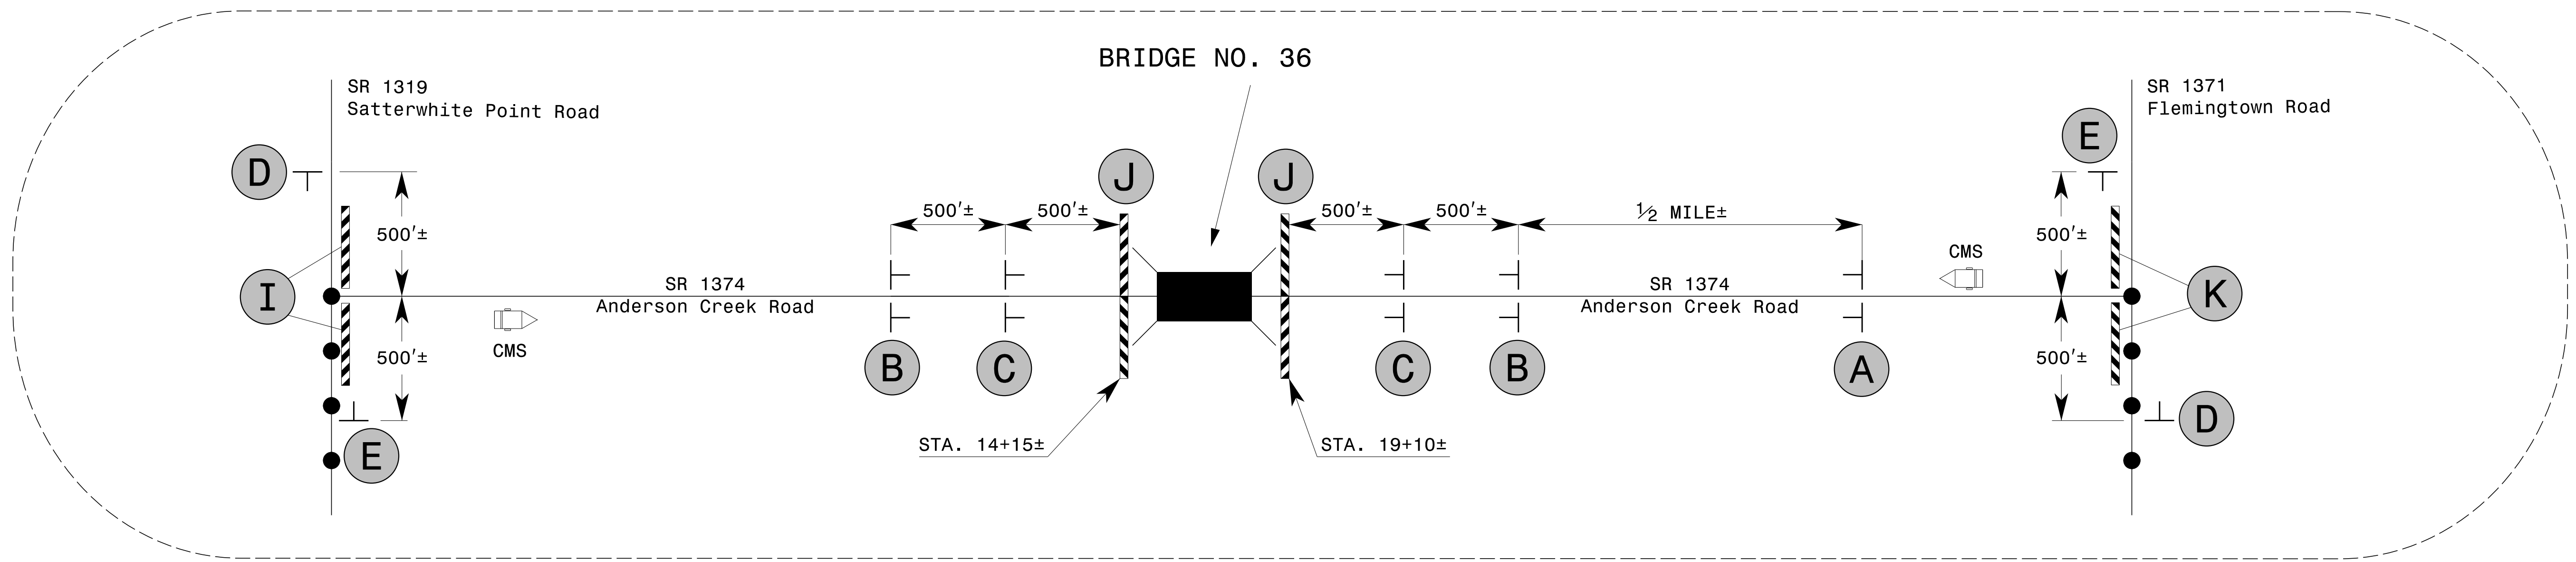 BRIDGE NO. 36
SR 1319
Satterwhite Point Road
SR 1371
Flemingtown Road
D
E
J
J
500'±
500'±
500'±
500'±
1/2 MILE±
500'±
500'±
CMS
I
SR 1374
Anderson Creek Road
SR 1374
Anderson Creek Road
K
CMS
500'±
500'±
B
C
C
B
A
D
E
STA. 14+15±
STA. 19+10±